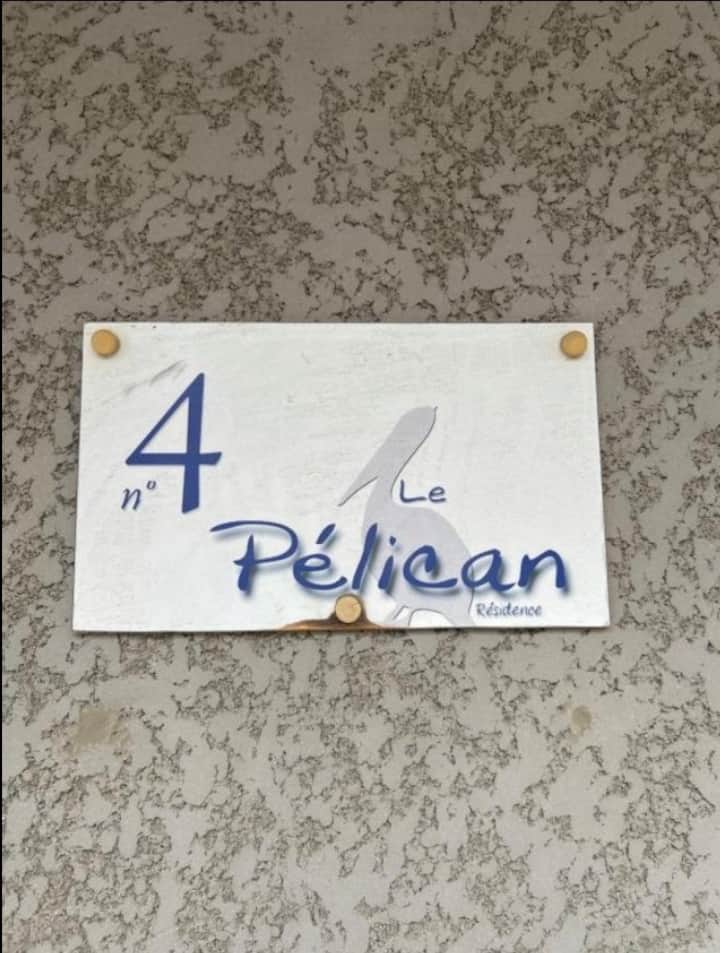 n° 4
Le
Pélican
Résidence